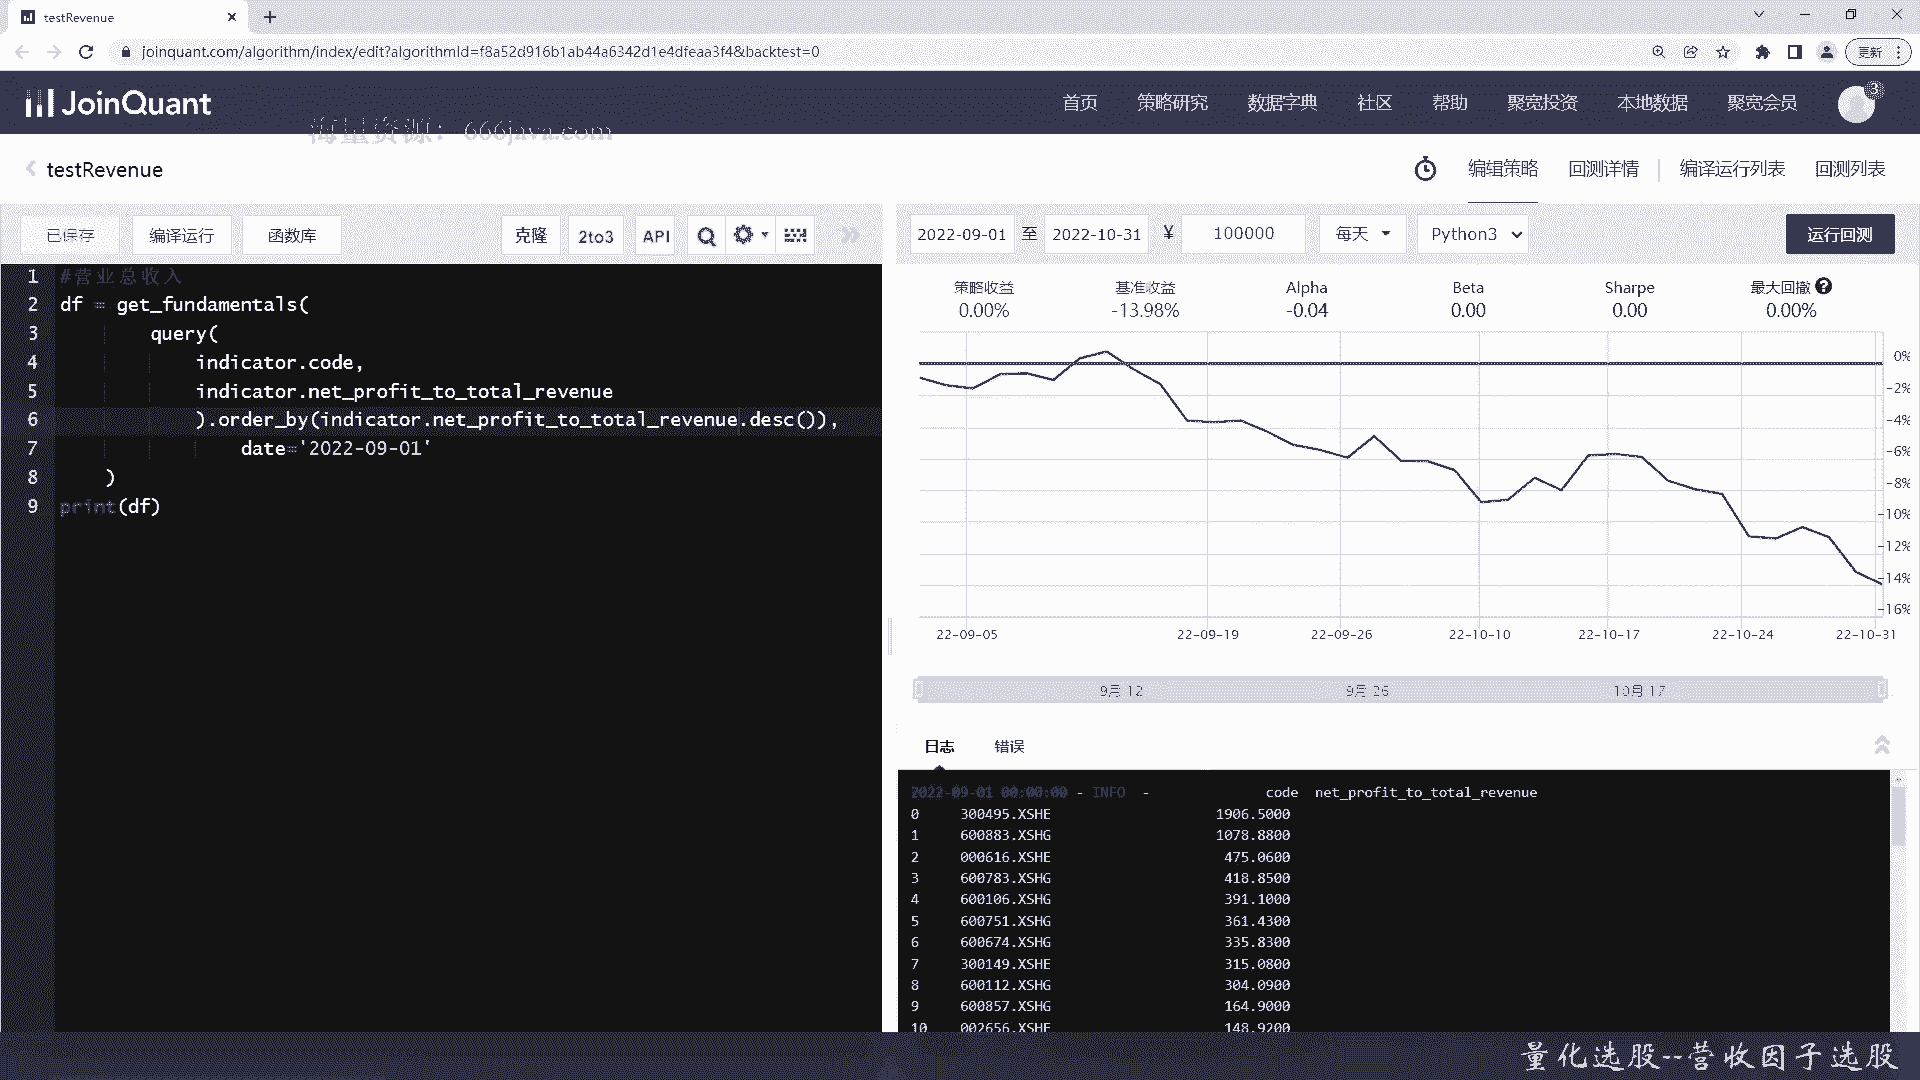 testRevenue
joinquant.com/algorithm/index/edit?algorithmId=f8a52d916b1ab44a6342d1e4dfeaa3f4&backtest=0
更新
JoinQuant
首页 策略研究 数据字典 社区 帮助 聚宽投资 本地数据 聚宽会员 3
海量资源：666java.com
testRevenue
编辑策略 回测详情 编译运行列表 回测列表
已保存 编译运行 函数库 克隆 2to3 API
2022-09-01 至 2022-10-31 ¥ 100000 每天 Python3 运行回测
1 #营业总收入
2 df = get_fundamentals(
3 query(
4 indicator.code,
5 indicator.net_profit_to_total_revenue
6 ).order_by(indicator.net_profit_to_total_revenue.desc()),
7 date='2022-09-01'
8 )
9 print(df)
策略收益 基准收益 Alpha Beta Sharpe 最大回撤
0.00% -13.98% -0.04 0.00 0.00 0.00%
0%
-2%
-4%
-6%
-8%
-10%
-12%
-14%
-16%
22-09-05 22-09-19 22-09-26 22-10-10 22-10-17 22-10-24 22-10-31
9月 12 9月 26 10月 17
日志 错误
2022-09-01 00:00:00 - INFO - code net_profit_to_total_revenue
0 300495.XSHE 1906.5000
1 600883.XSHG 1078.8800
2 000616.XSHE 475.0600
3 600783.XSHG 418.8500
4 600106.XSHG 391.1000
5 600751.XSHG 361.4300
6 600674.XSHG 335.8300
7 300149.XSHE 315.0800
8 600112.XSHG 304.0900
9 600857.XSHG 164.9000
10 002656.XSHE 148.9200
量化选股--营收因子选股